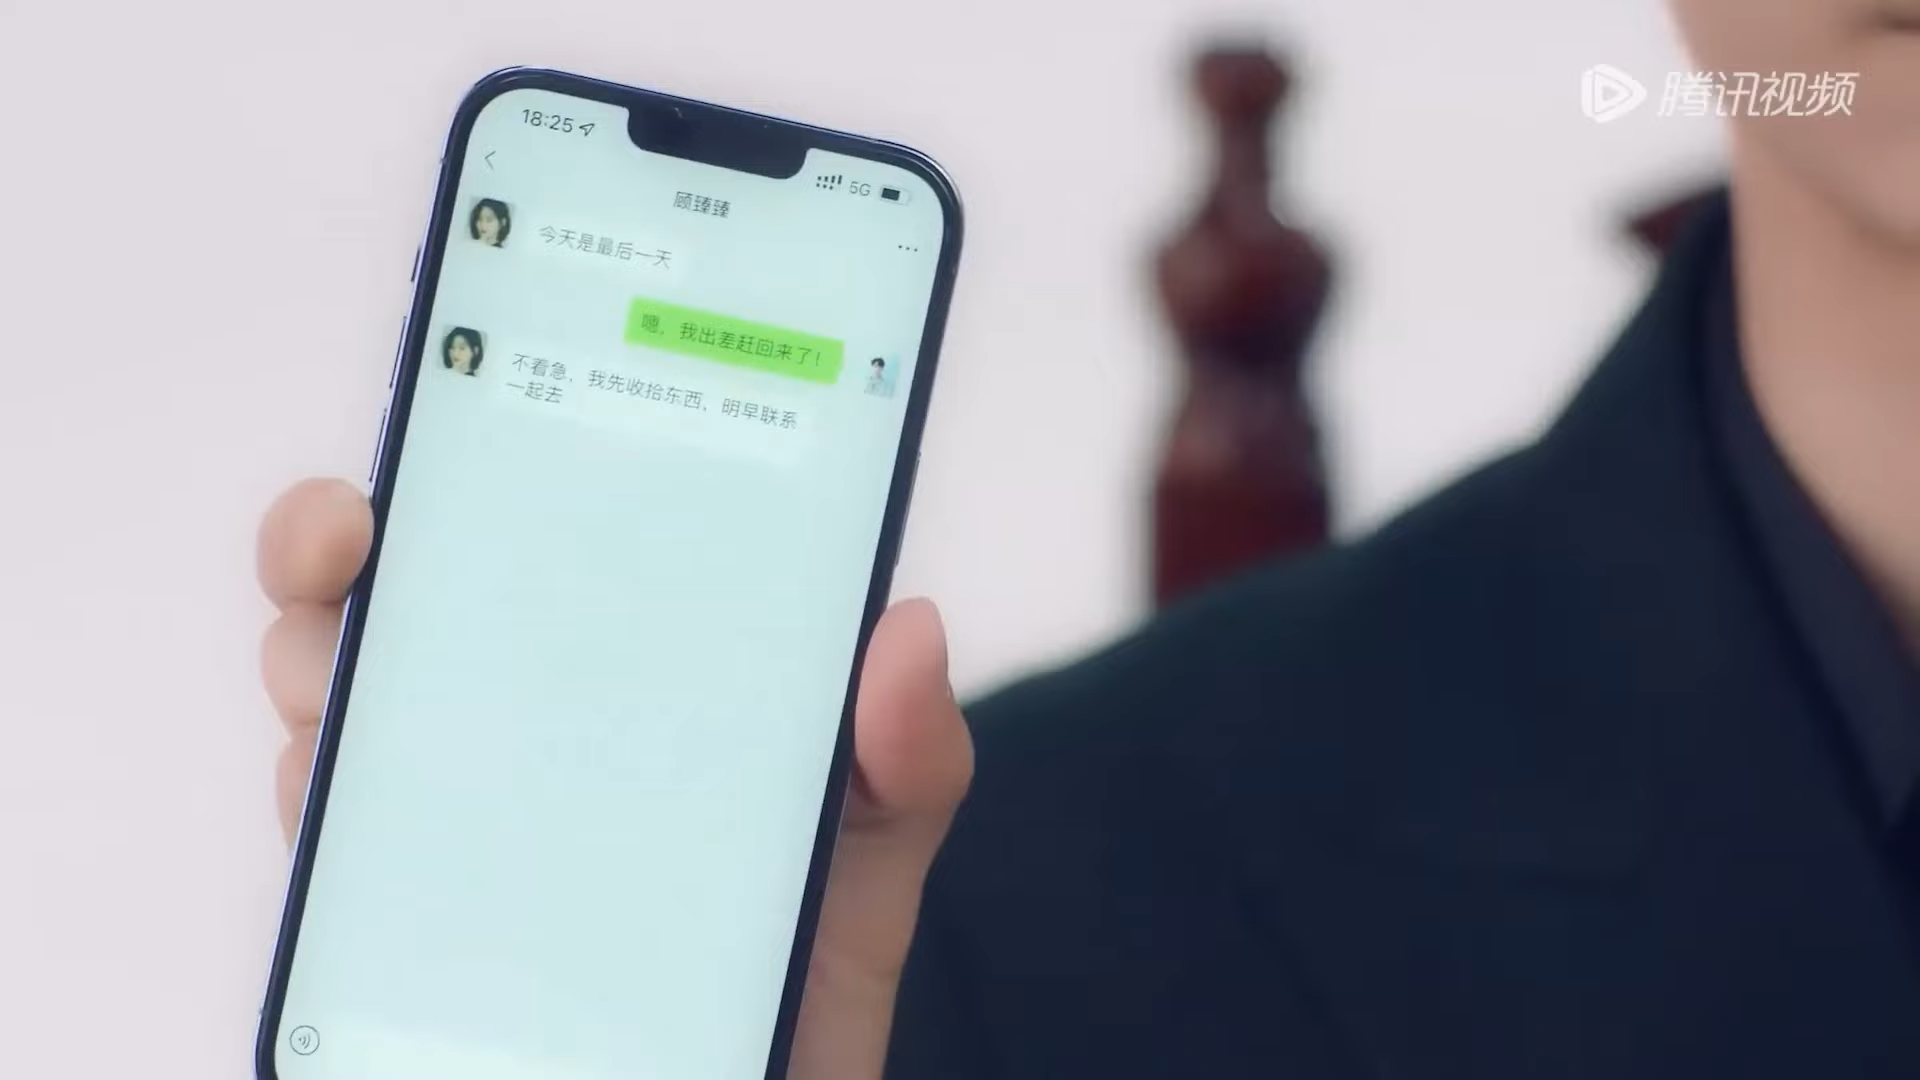 腾讯视频
18:25
5G
顾臻臻
今天是最后一天
嗯，我出差赶回来了！
不着急，我先收拾东西，明早联系
一起去